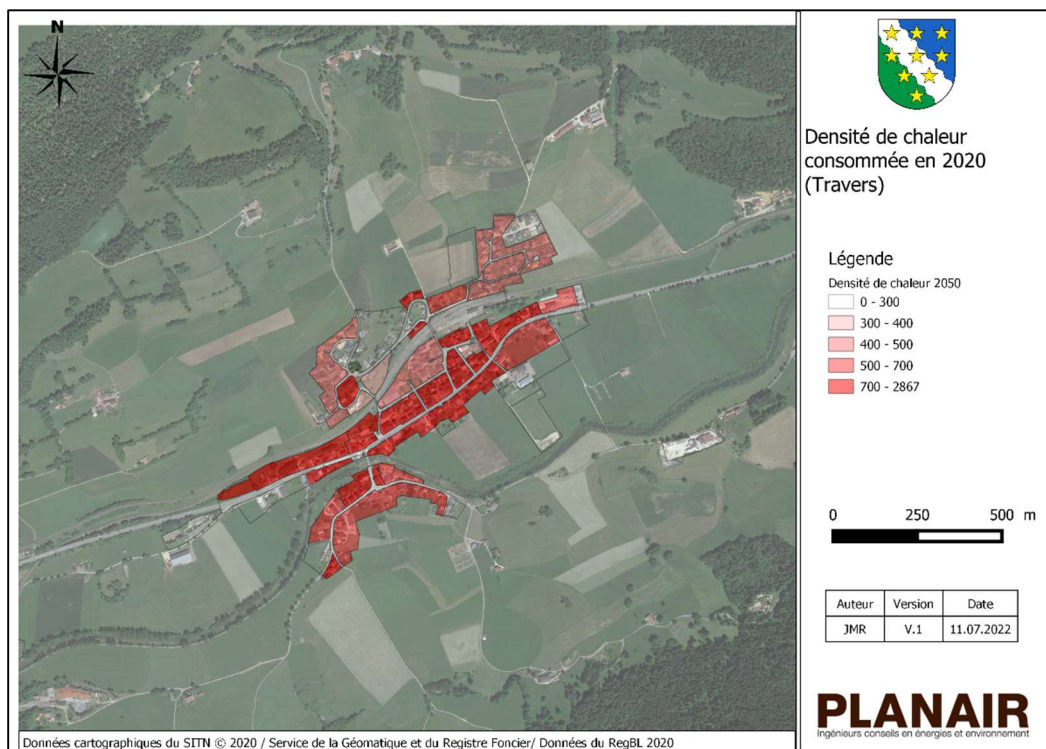 N
Densité de chaleur
consommée en 2020
(Travers)
Légende
Densité de chaleur 2050
0 - 300
300 - 400
400 - 500
500 - 700
700 - 2867
0 250 500 m
Auteur Version Date
JMR V.1 11.07.2022
PLANAIR
Ingénieurs conseils en énergies et environnement
Données cartographiques du SITN © 2020 / Service de la Géomatique et du Registre Foncier/ Données du RegBL 2020